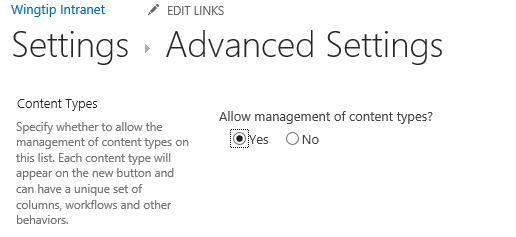 Wingtip Intranet EDIT LINKS
Settings ▸ Advanced Settings
Content Types
Specify whether to allow the
management of content types on
this list. Each content type will
appear on the new button and
can have a unique set of
columns, workflows and other
behaviors.
Allow management of content types?
Yes No